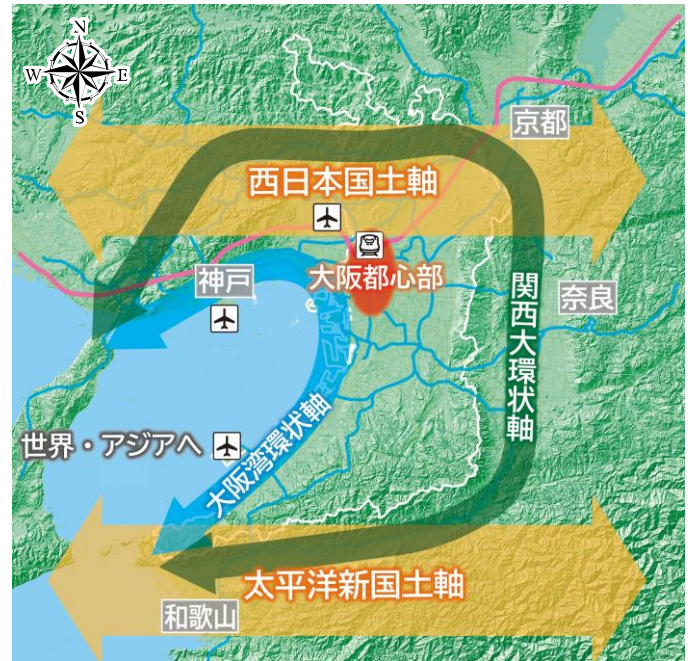 N
W E
S
京都
西日本国土軸
神戸
大阪都心部
奈良
関西大環状軸
世界・アジアへ
大阪湾環状軸
太平洋新国土軸
和歌山